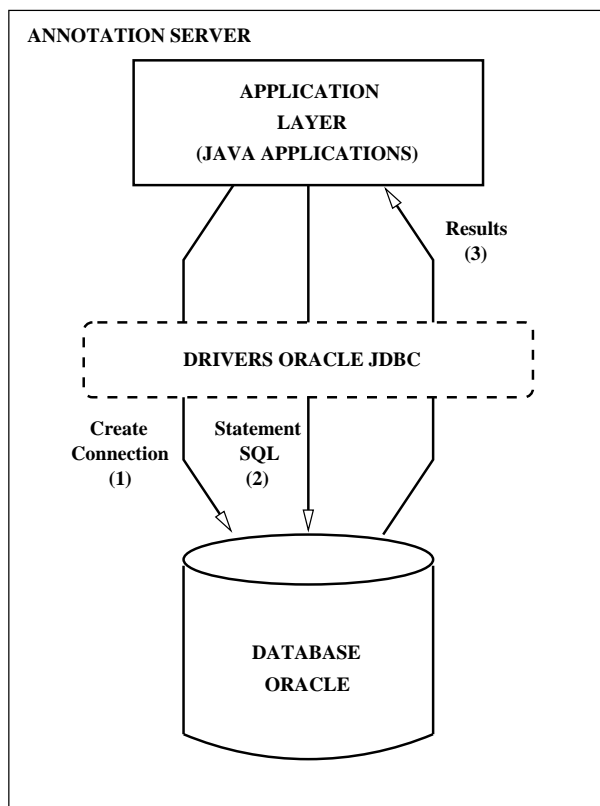 ANNOTATION SERVER
APPLICATION
LAYER
(JAVA APPLICATIONS)
Results
(3)
DRIVERS ORACLE JDBC
Create
Connection
(1)
Statement
SQL
(2)
DATABASE
ORACLE